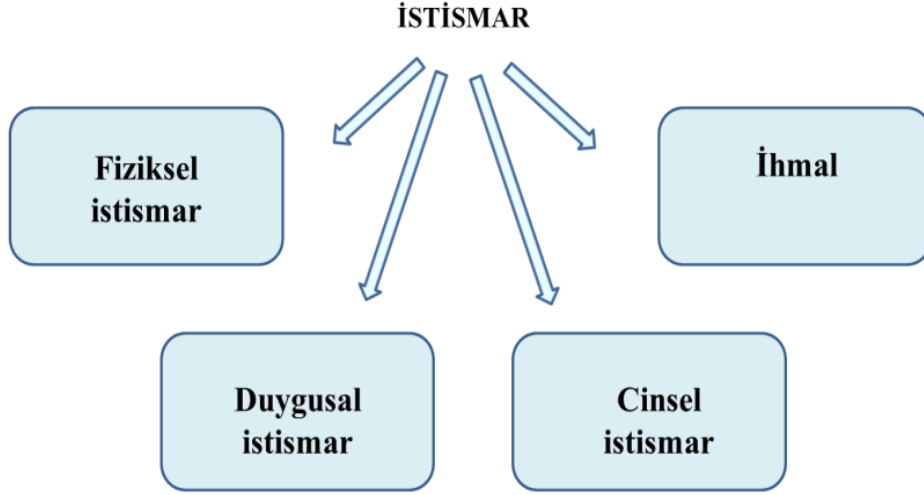 İSTİSMAR
Fiziksel
istismar
İhmal
Duygusal
istismar
Cinsel
istismar